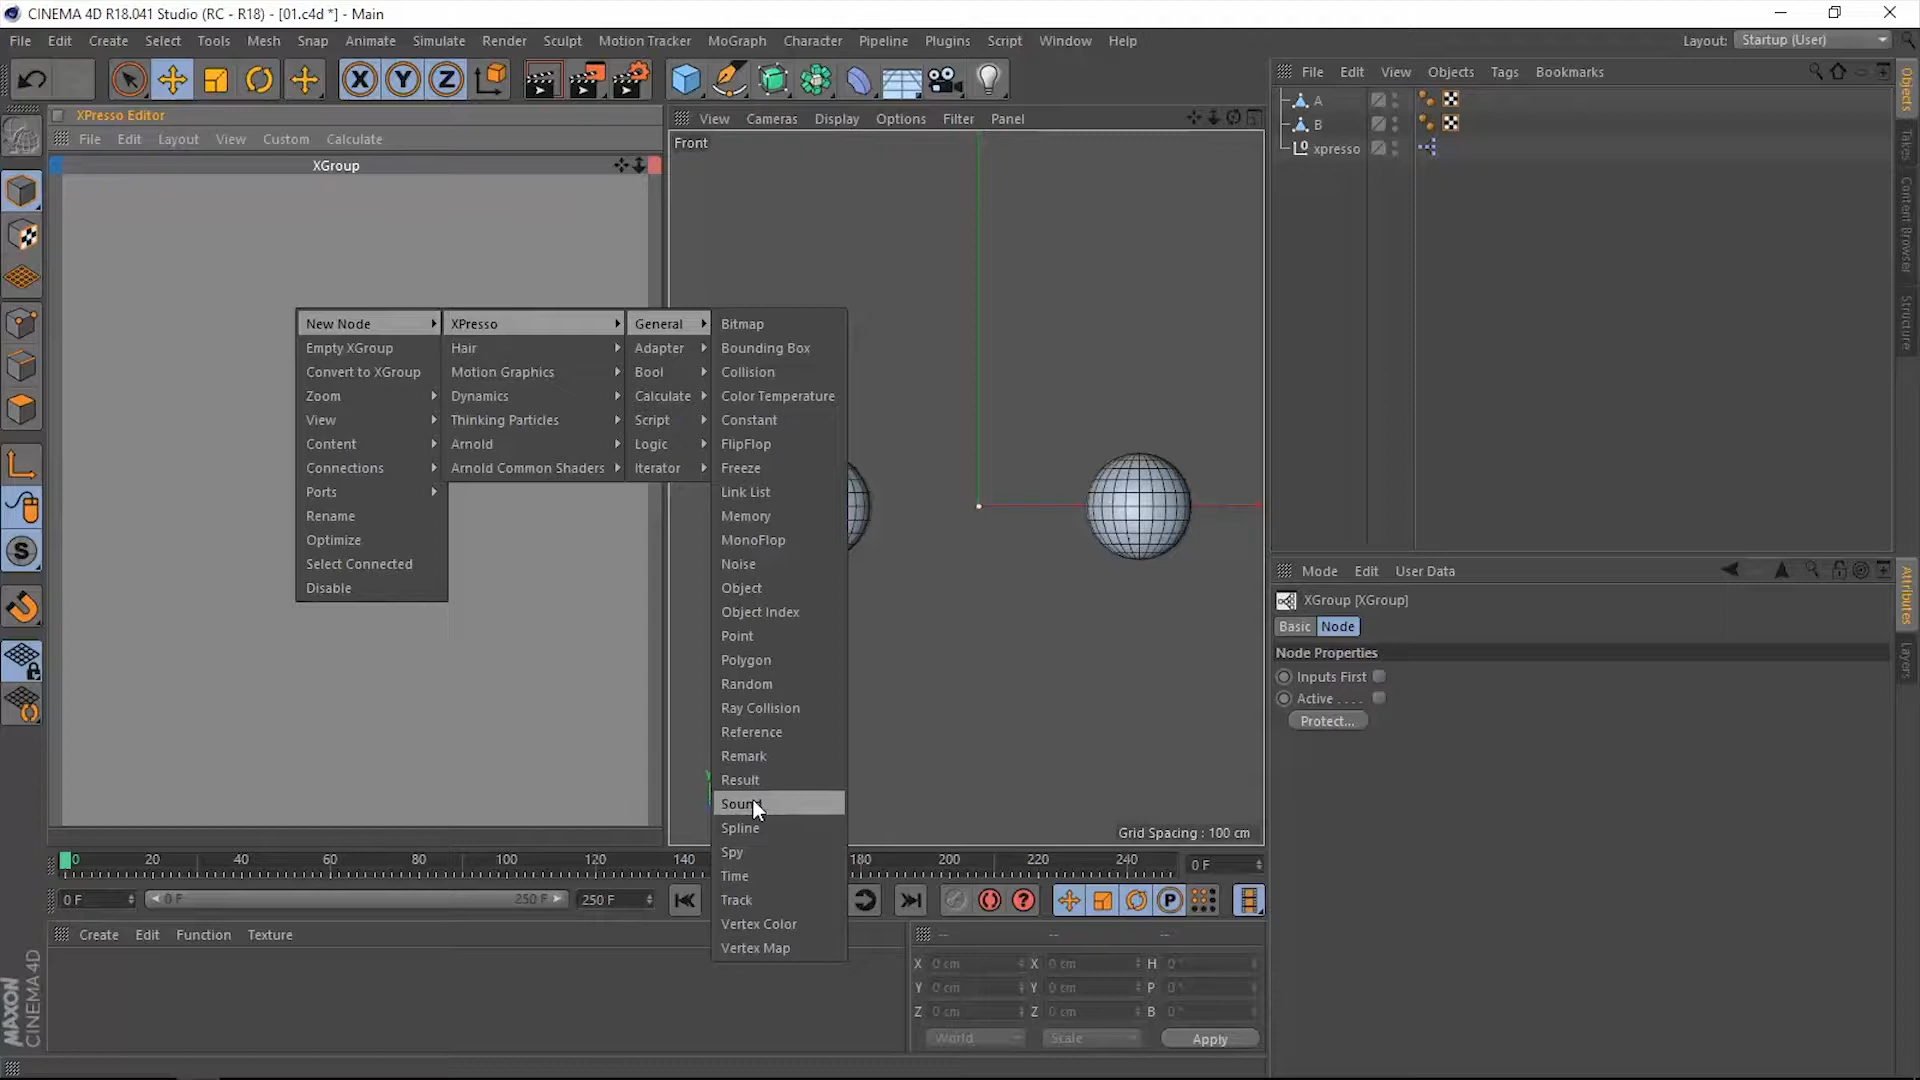 CINEMA 4D R18.041 Studio (RC - R18) - [01.c4d *] - Main
File Edit Create Select Tools Mesh Snap Animate Simulate Render Sculpt Motion Tracker MoGraph Character Pipeline Plugins Script Window Help
Layout: Startup (User)
X Y Z
XPresso Editor
File Edit Layout View Custom Calculate
XGroup
View Cameras Display Options Filter Panel
Front
File Edit View Objects Tags Bookmarks
A
B
xpresso
Objects
Takes
Content Browser
Structure
New Node
Empty XGroup
Convert to XGroup
Zoom
View
Content
Connections
Ports
Rename
Optimize
Select Connected
Disable
XPresso
Hair
Motion Graphics
Dynamics
Thinking Particles
Arnold
Arnold Common Shaders
General
Adapter
Bool
Calculate
Script
Logic
Iterator
Bitmap
Bounding Box
Collision
Color Temperature
Constant
FlipFlop
Freeze
Link List
Memory
MonoFlop
Noise
Object
Object Index
Point
Polygon
Random
Ray Collision
Reference
Remark
Result
Sound
Spline
Spy
Time
Track
Vertex Color
Vertex Map
Grid Spacing : 100 cm
Mode Edit User Data
XGroup [XGroup]
Basic Node
Node Properties
Inputs First
Active . . . .
Protect...
Attributes
Layers
0 20 40 60 80 100 120 140 180 200 220 240 0 F
0 F 0 F 250 F 250 F
Create Edit Function Texture
-- -- --
X 0 cm X 0 cm H 0 °
Y 0 cm Y 0 cm P 0 °
Z 0 cm Z 0 cm B 0 °
World Scale Apply
MAXON
CINEMA 4D